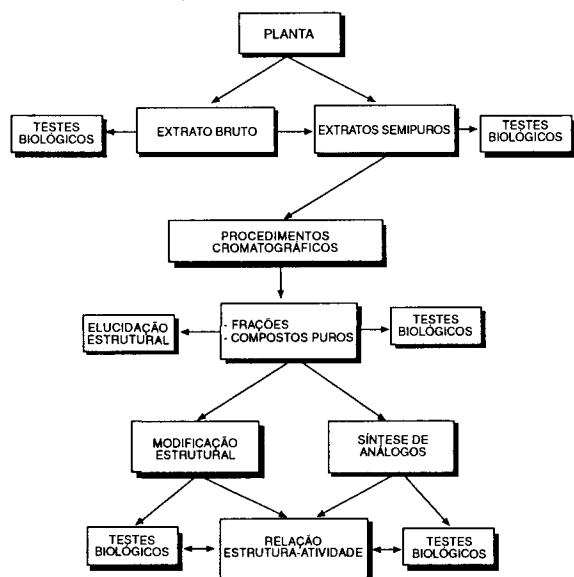 PLANTA
TESTES
BIOLÓGICOS
EXTRATO BRUTO
EXTRATOS SEMIPUROS
TESTES
BIOLÓGICOS
PROCEDIMENTOS
CROMATOGRÁFICOS
ELUCIDAÇÃO
ESTRUTURAL
- FRAÇÕES
- COMPOSTOS PUROS
TESTES
BIOLÓGICOS
MODIFICAÇÃO
ESTRUTURAL
SÍNTESE DE
ANÁLOGOS
TESTES
BIOLÓGICOS
RELAÇÃO
ESTRUTURA-ATIVIDADE
TESTES
BIOLÓGICOS